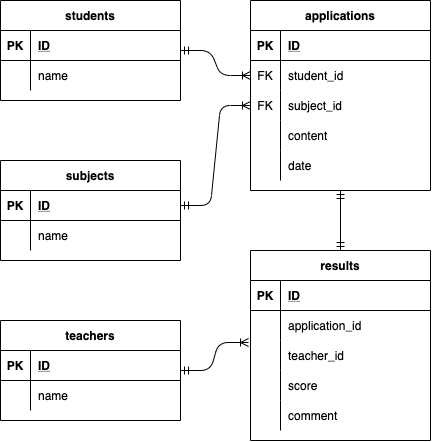 students
PK ID
name
applications
PK ID
FK student_id
FK subject_id
content
date
subjects
PK ID
name
results
PK ID
application_id
teacher_id
score
comment
teachers
PK ID
name